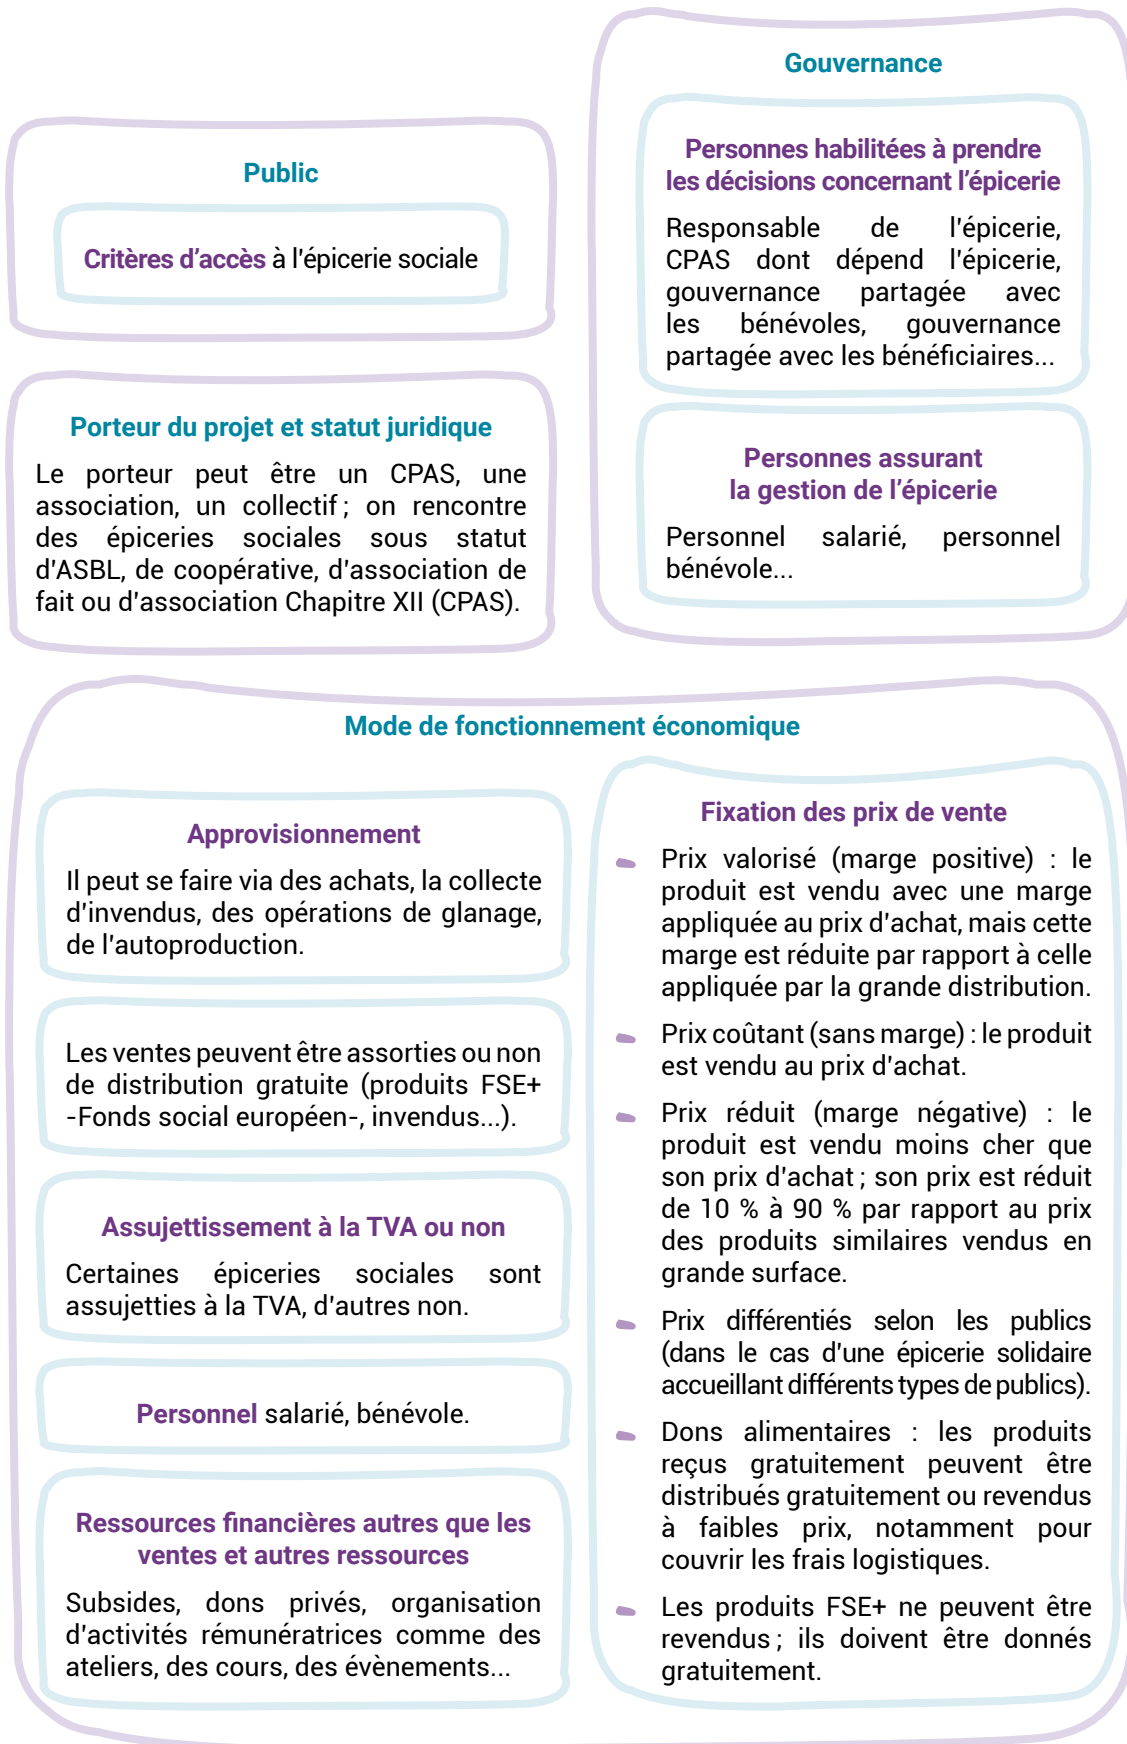 Public
Critères d'accès à l'épicerie sociale
Porteur du projet et statut juridique
Le porteur peut être un CPAS, une
association, un collectif ; on rencontre
des épiceries sociales sous statut
d'ASBL, de coopérative, d'association de
fait ou d'association Chapitre XII (CPAS).
Gouvernance
Personnes habilitées à prendre
les décisions concernant l'épicerie
Responsable de l'épicerie,
CPAS dont dépend l'épicerie,
gouvernance partagée avec
les bénévoles, gouvernance
partagée avec les bénéficiaires...
Personnes assurant
la gestion de l'épicerie
Personnel salarié, personnel
bénévole...
Mode de fonctionnement économique
Approvisionnement
Il peut se faire via des achats, la collecte
d'invendus, des opérations de glanage,
de l'autoproduction.
Les ventes peuvent être assorties ou non
de distribution gratuite (produits FSE+
-Fonds social européen-, invendus...).
Assujettissement à la TVA ou non
Certaines épiceries sociales sont
assujetties à la TVA, d'autres non.
Personnel salarié, bénévole.
Ressources financières autres que les
ventes et autres ressources
Subsides, dons privés, organisation
d'activités rémunératrices comme des
ateliers, des cours, des évènements...
Fixation des prix de vente
Prix valorisé (marge positive) : le
produit est vendu avec une marge
appliquée au prix d'achat, mais cette
marge est réduite par rapport à celle
appliquée par la grande distribution.
Prix coûtant (sans marge) : le produit
est vendu au prix d'achat.
Prix réduit (marge négative) : le
produit est vendu moins cher que
son prix d'achat ; son prix est réduit
de 10 % à 90 % par rapport au prix
des produits similaires vendus en
grande surface.
Prix différentiés selon les publics
(dans le cas d'une épicerie solidaire
accueillant différents types de publics).
Dons alimentaires : les produits
reçus gratuitement peuvent être
distribués gratuitement ou revendus
à faibles prix, notamment pour
couvrir les frais logistiques.
Les produits FSE+ ne peuvent être
revendus ; ils doivent être donnés
gratuitement.